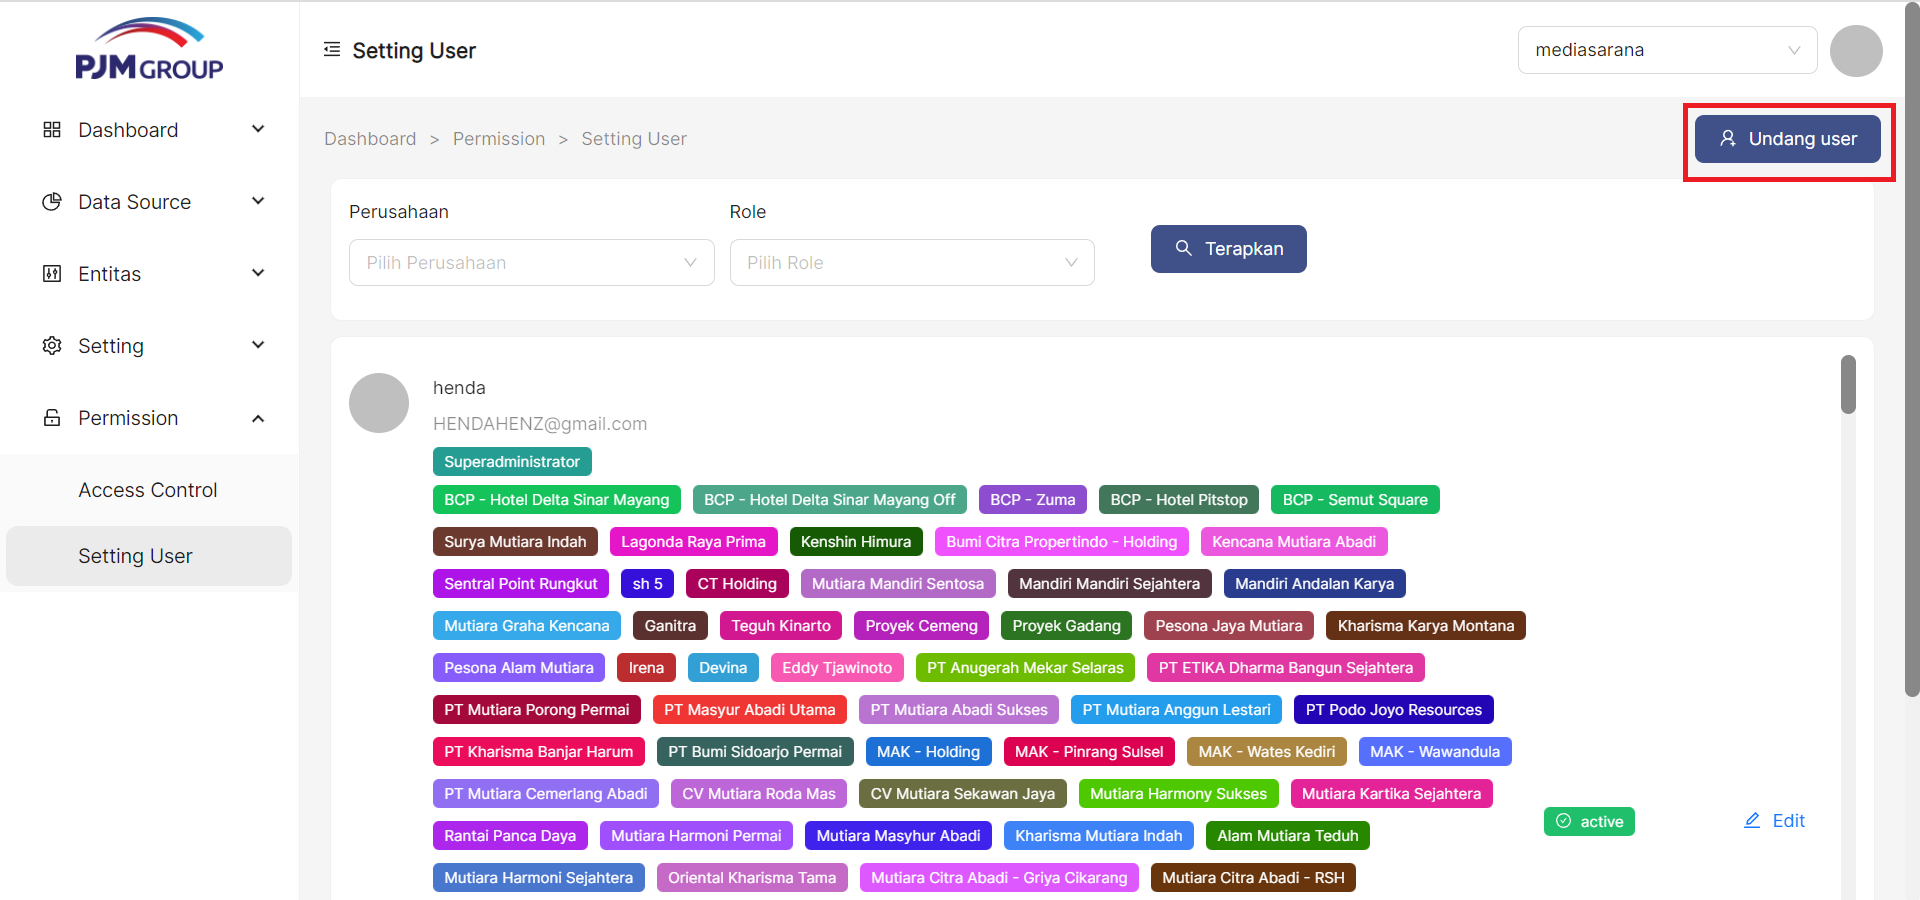 PJM GROUP
Setting User
mediasarana
Dashboard
Data Source
Entitas
Setting
Permission
Access Control
Setting User
Dashboard > Permission > Setting User
Undang user
Perusahaan Role
Pilih Perusahaan Pilih Role Terapkan
henda
HENDAHENZ@gmail.com
Superadministrator
BCP - Hotel Delta Sinar Mayang BCP - Hotel Delta Sinar Mayang Off BCP - Zuma BCP - Hotel Pitstop BCP - Semut Square
Surya Mutiara Indah Lagonda Raya Prima Kenshin Himura Bumi Citra Propertindo - Holding Kencana Mutiara Abadi
Sentral Point Rungkut sh 5 CT Holding Mutiara Mandiri Sentosa Mandiri Mandiri Sejahtera Mandiri Andalan Karya
Mutiara Graha Kencana Ganitra Teguh Kinarto Proyek Cemeng Proyek Gadang Pesona Jaya Mutiara Kharisma Karya Montana
Pesona Alam Mutiara Irena Devina Eddy Tjawinoto PT Anugerah Mekar Selaras PT ETIKA Dharma Bangun Sejahtera
PT Mutiara Porong Permai PT Masyur Abadi Utama PT Mutiara Abadi Sukses PT Mutiara Anggun Lestari PT Podo Joyo Resources
PT Kharisma Banjar Harum PT Bumi Sidoarjo Permai MAK - Holding MAK - Pinrang Sulsel MAK - Wates Kediri MAK - Wawandula
PT Mutiara Cemerlang Abadi CV Mutiara Roda Mas CV Mutiara Sekawan Jaya Mutiara Harmony Sukses Mutiara Kartika Sejahtera
Rantai Panca Daya Mutiara Harmoni Permai Mutiara Masyhur Abadi Kharisma Mutiara Indah Alam Mutiara Teduh
active Edit
Mutiara Harmoni Sejahtera Oriental Kharisma Tama Mutiara Citra Abadi - Griya Cikarang Mutiara Citra Abadi - RSH